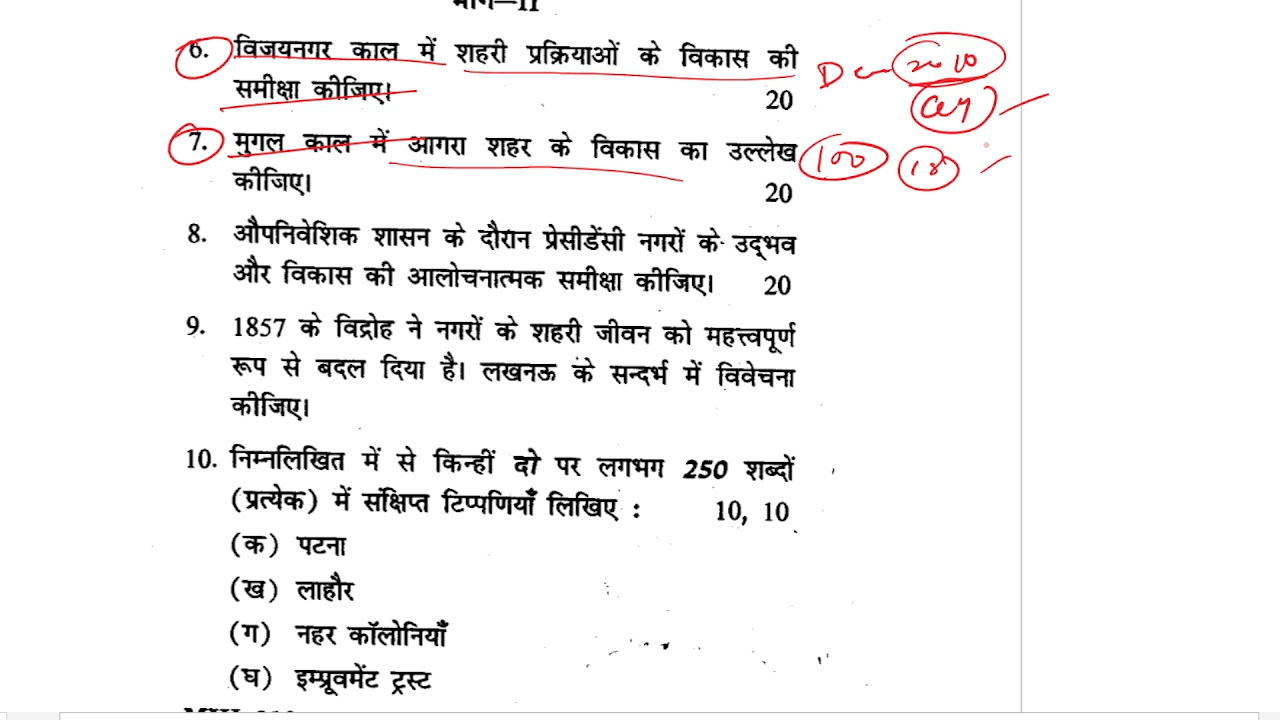 भाग—II
6. विजयनगर काल में शहरी प्रक्रियाओं के विकास की
समीक्षा कीजिए। 20
7. मुगल काल में आगरा शहर के विकास का उल्लेख
100
कीजिए। 20
8. औपनिवेशिक शासन के दौरान प्रेसीडेंसी नगरों के उद्भव
और विकास की आलोचनात्मक समीक्षा कीजिए। 20
9. 1857 के विद्रोह ने नगरों के शहरी जीवन को महत्त्वपूर्ण
रूप से बदल दिया है। लखनऊ के सन्दर्भ में विवेचना
कीजिए।
10. निम्नलिखित में से किन्हीं दो पर लगभग 250 शब्दों
(प्रत्येक) में संक्षिप्त टिप्पणियाँ लिखिए : 10, 10
(क) पटना
(ख) लाहौर
(ग) नहर कॉलोनियाँ
(घ) इम्प्रूवमेंट ट्रस्ट